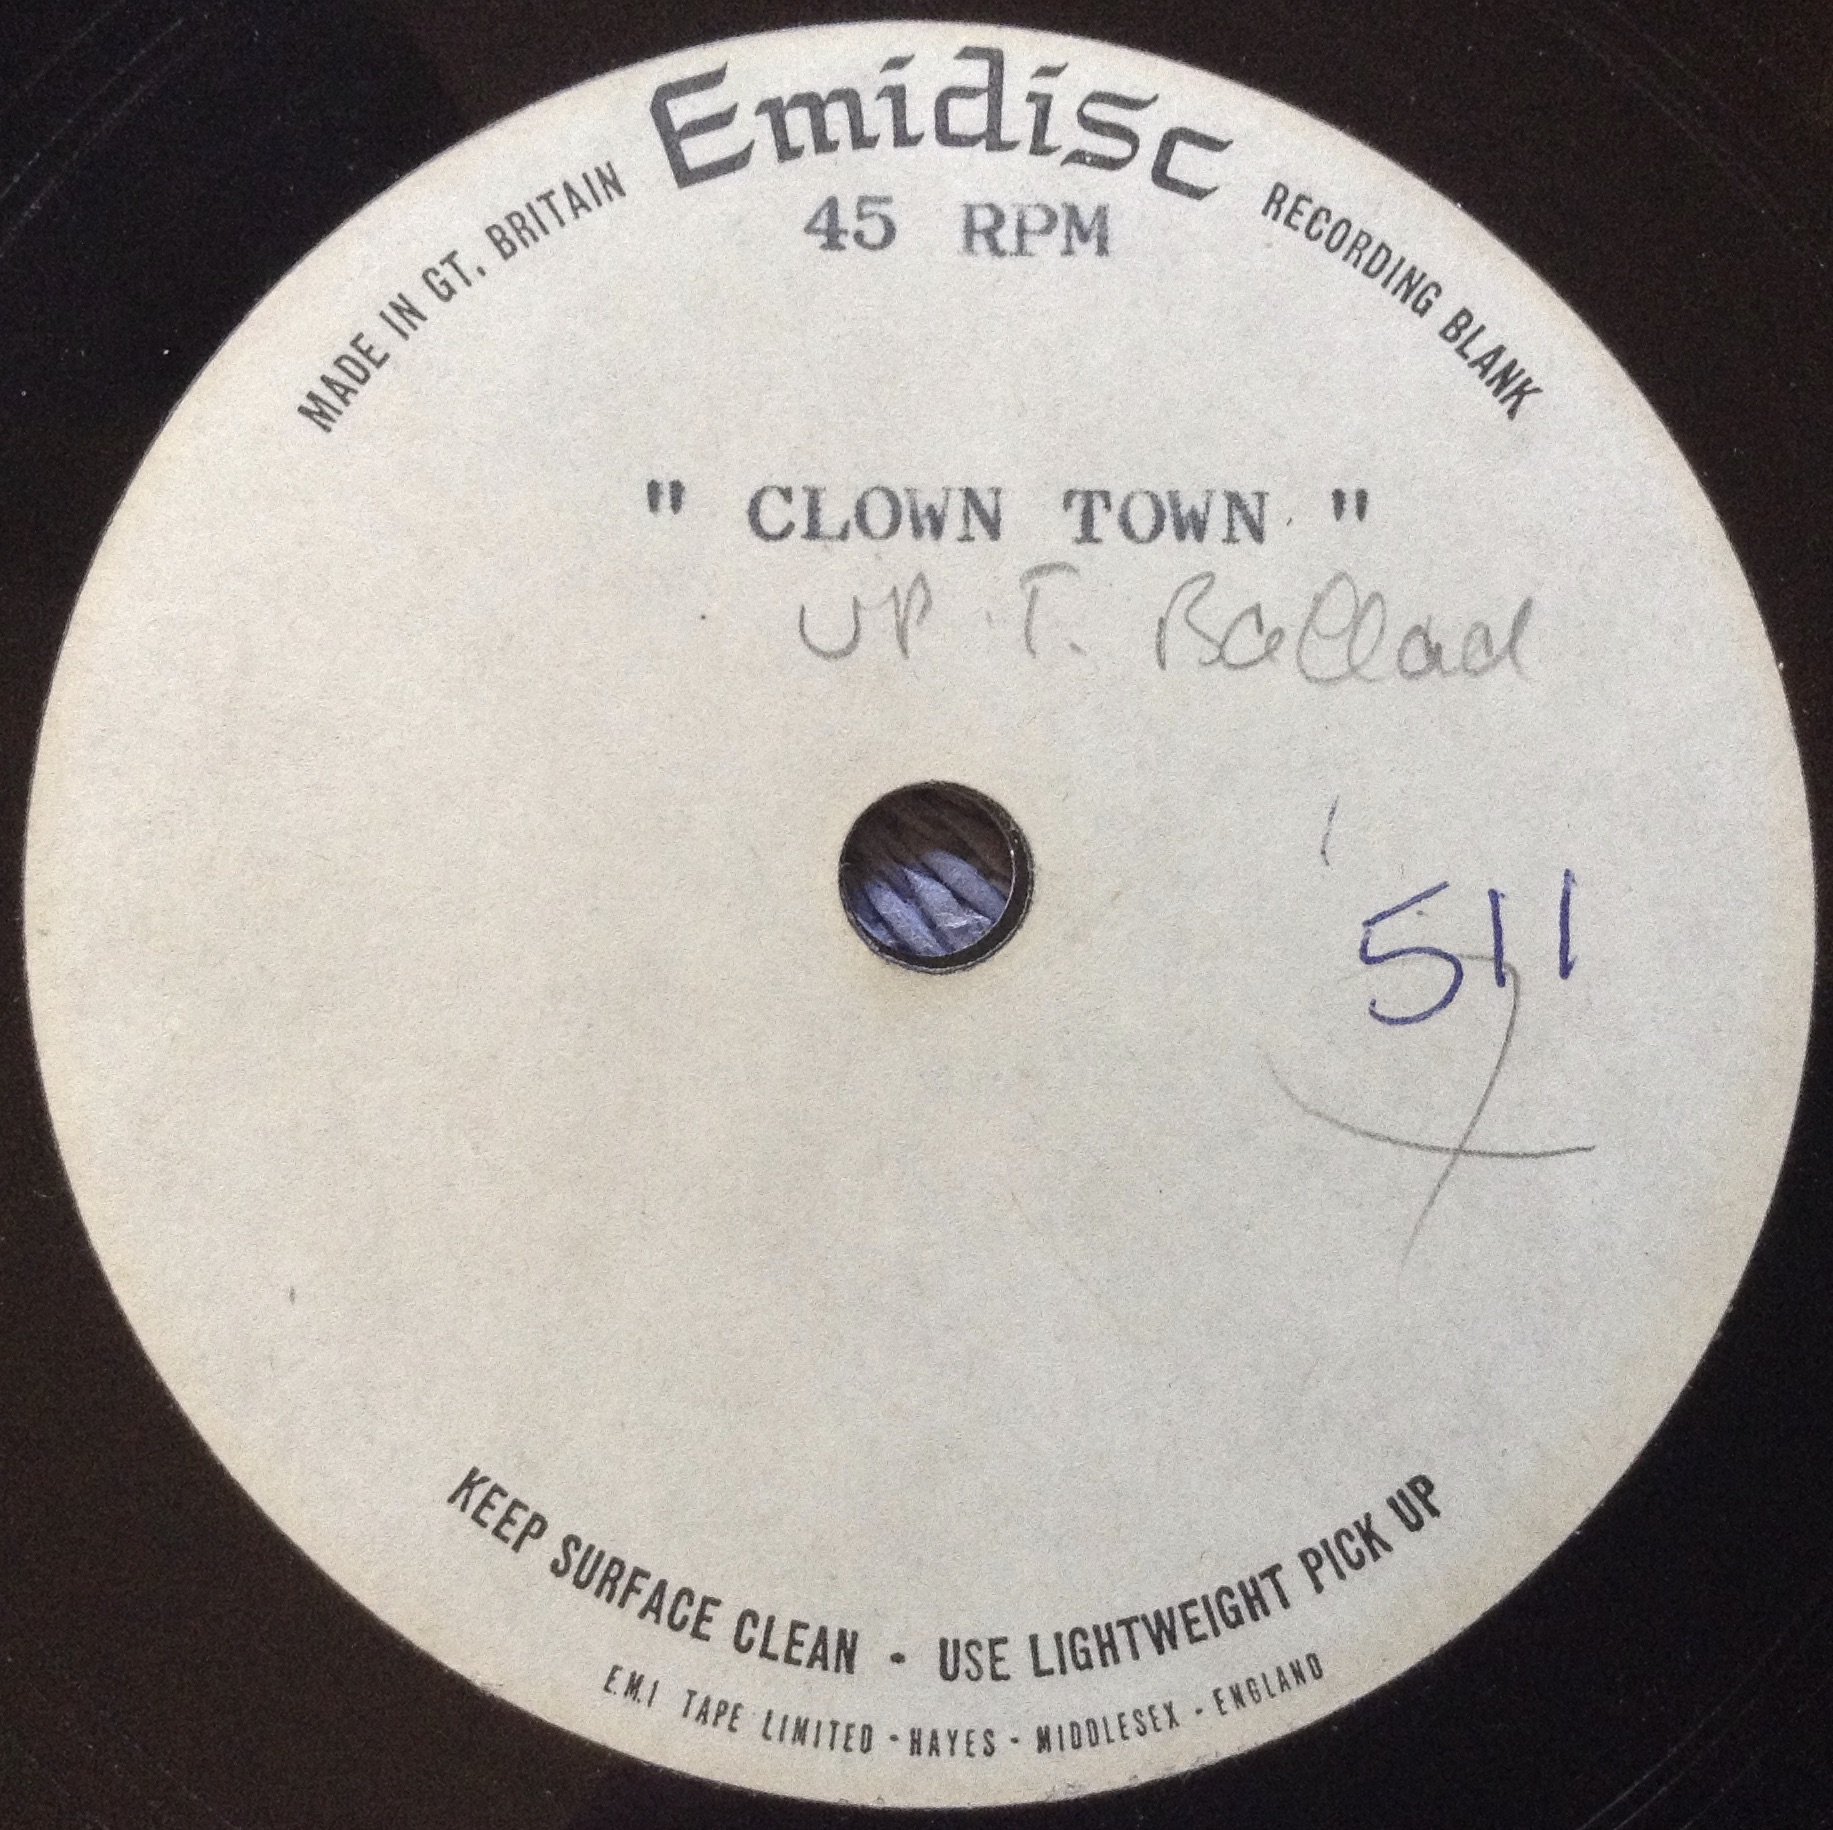 Emidisc
MADE IN GT. BRITAIN
RECORDING BLANK
45 RPM
" CLOWN TOWN "
UP T. Ballad
511
KEEP SURFACE CLEAN - USE LIGHTWEIGHT PICK UP
E.M.I TAPE LIMITED - HAYES - MIDDLESEX - ENGLAND